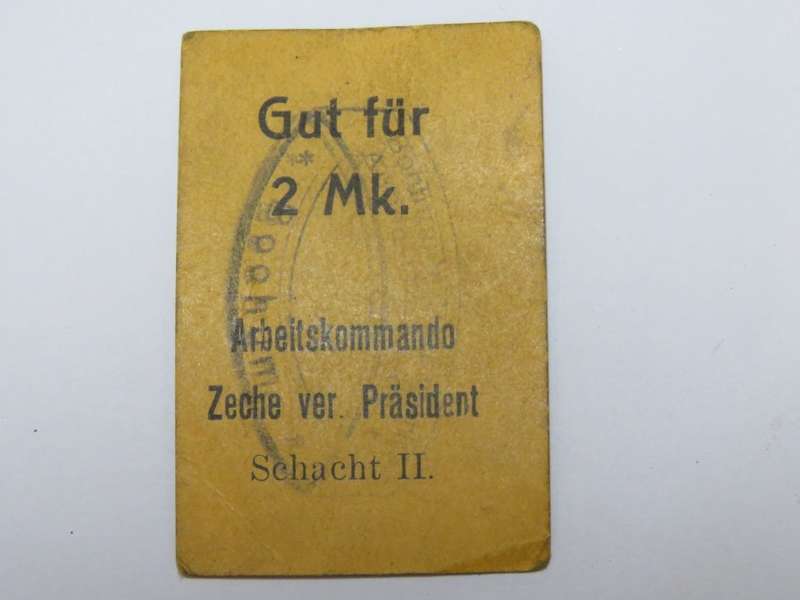 Gut für
2 Mk.
Arbeitskommando
Zeche ver. Präsident
Schacht II.